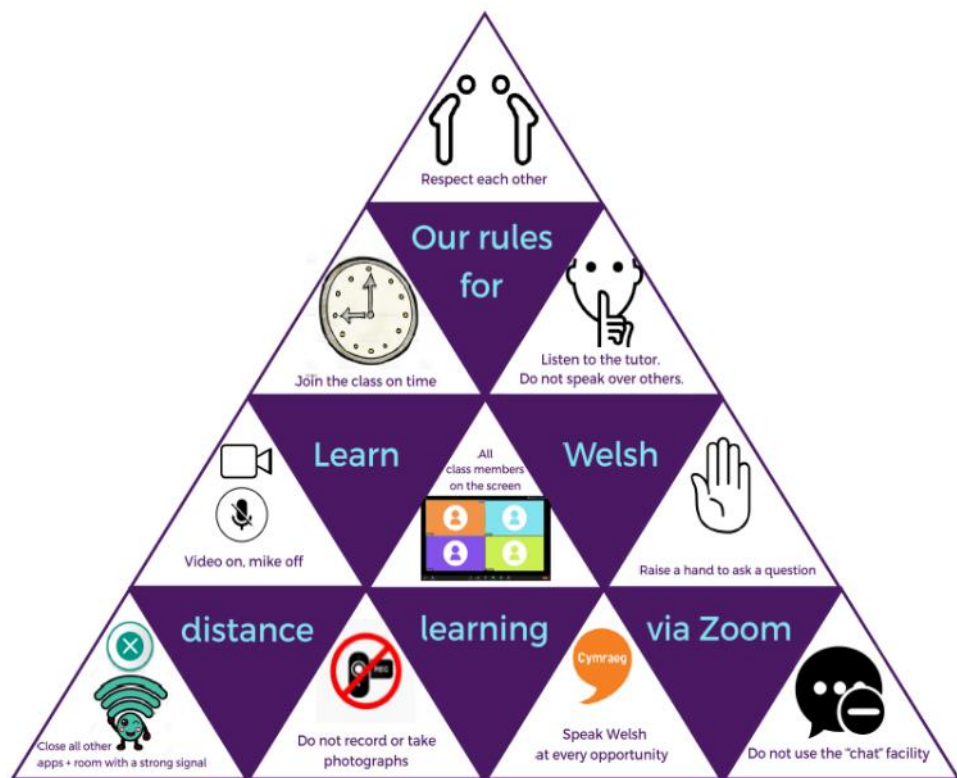 Respect each other
Our rules
for
Join the class on time
Listen to the tutor.
Do not speak over others.
Learn
All
class members
on the screen
Welsh
Video on, mike off
Raise a hand to ask a question
distance
learning
via Zoom
Close all other
apps + room with a strong signal
REC
Do not record or take
photographs
Cymraeg
Speak Welsh
at every opportunity
Do not use the "chat" facility